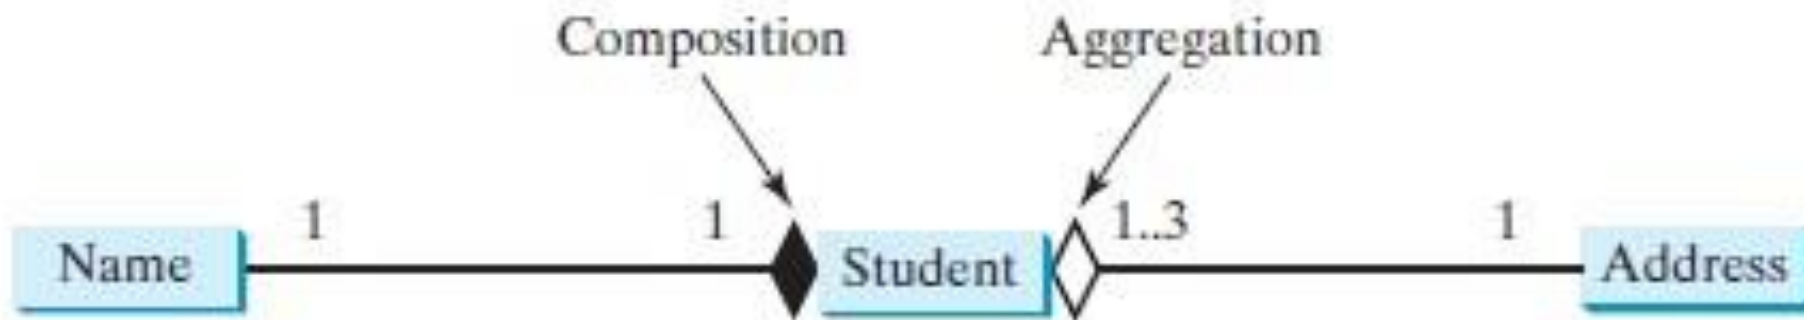 Composition Aggregation
1 1 1..3 1
Name Student Address